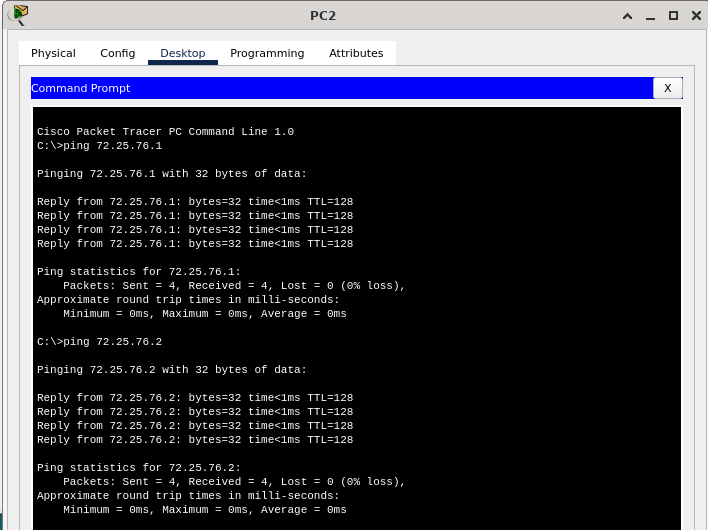 PC2
Physical Config Desktop Programming Attributes
Command Prompt X
Cisco Packet Tracer PC Command Line 1.0
C:\>ping 72.25.76.1
Pinging 72.25.76.1 with 32 bytes of data:
Reply from 72.25.76.1: bytes=32 time<1ms TTL=128
Reply from 72.25.76.1: bytes=32 time<1ms TTL=128
Reply from 72.25.76.1: bytes=32 time<1ms TTL=128
Reply from 72.25.76.1: bytes=32 time<1ms TTL=128
Ping statistics for 72.25.76.1:
Packets: Sent = 4, Received = 4, Lost = 0 (0% loss),
Approximate round trip times in milli-seconds:
Minimum = 0ms, Maximum = 0ms, Average = 0ms
C:\>ping 72.25.76.2
Pinging 72.25.76.2 with 32 bytes of data:
Reply from 72.25.76.2: bytes=32 time<1ms TTL=128
Reply from 72.25.76.2: bytes=32 time<1ms TTL=128
Reply from 72.25.76.2: bytes=32 time<1ms TTL=128
Reply from 72.25.76.2: bytes=32 time<1ms TTL=128
Ping statistics for 72.25.76.2:
Packets: Sent = 4, Received = 4, Lost = 0 (0% loss),
Approximate round trip times in milli-seconds:
Minimum = 0ms, Maximum = 0ms, Average = 0ms